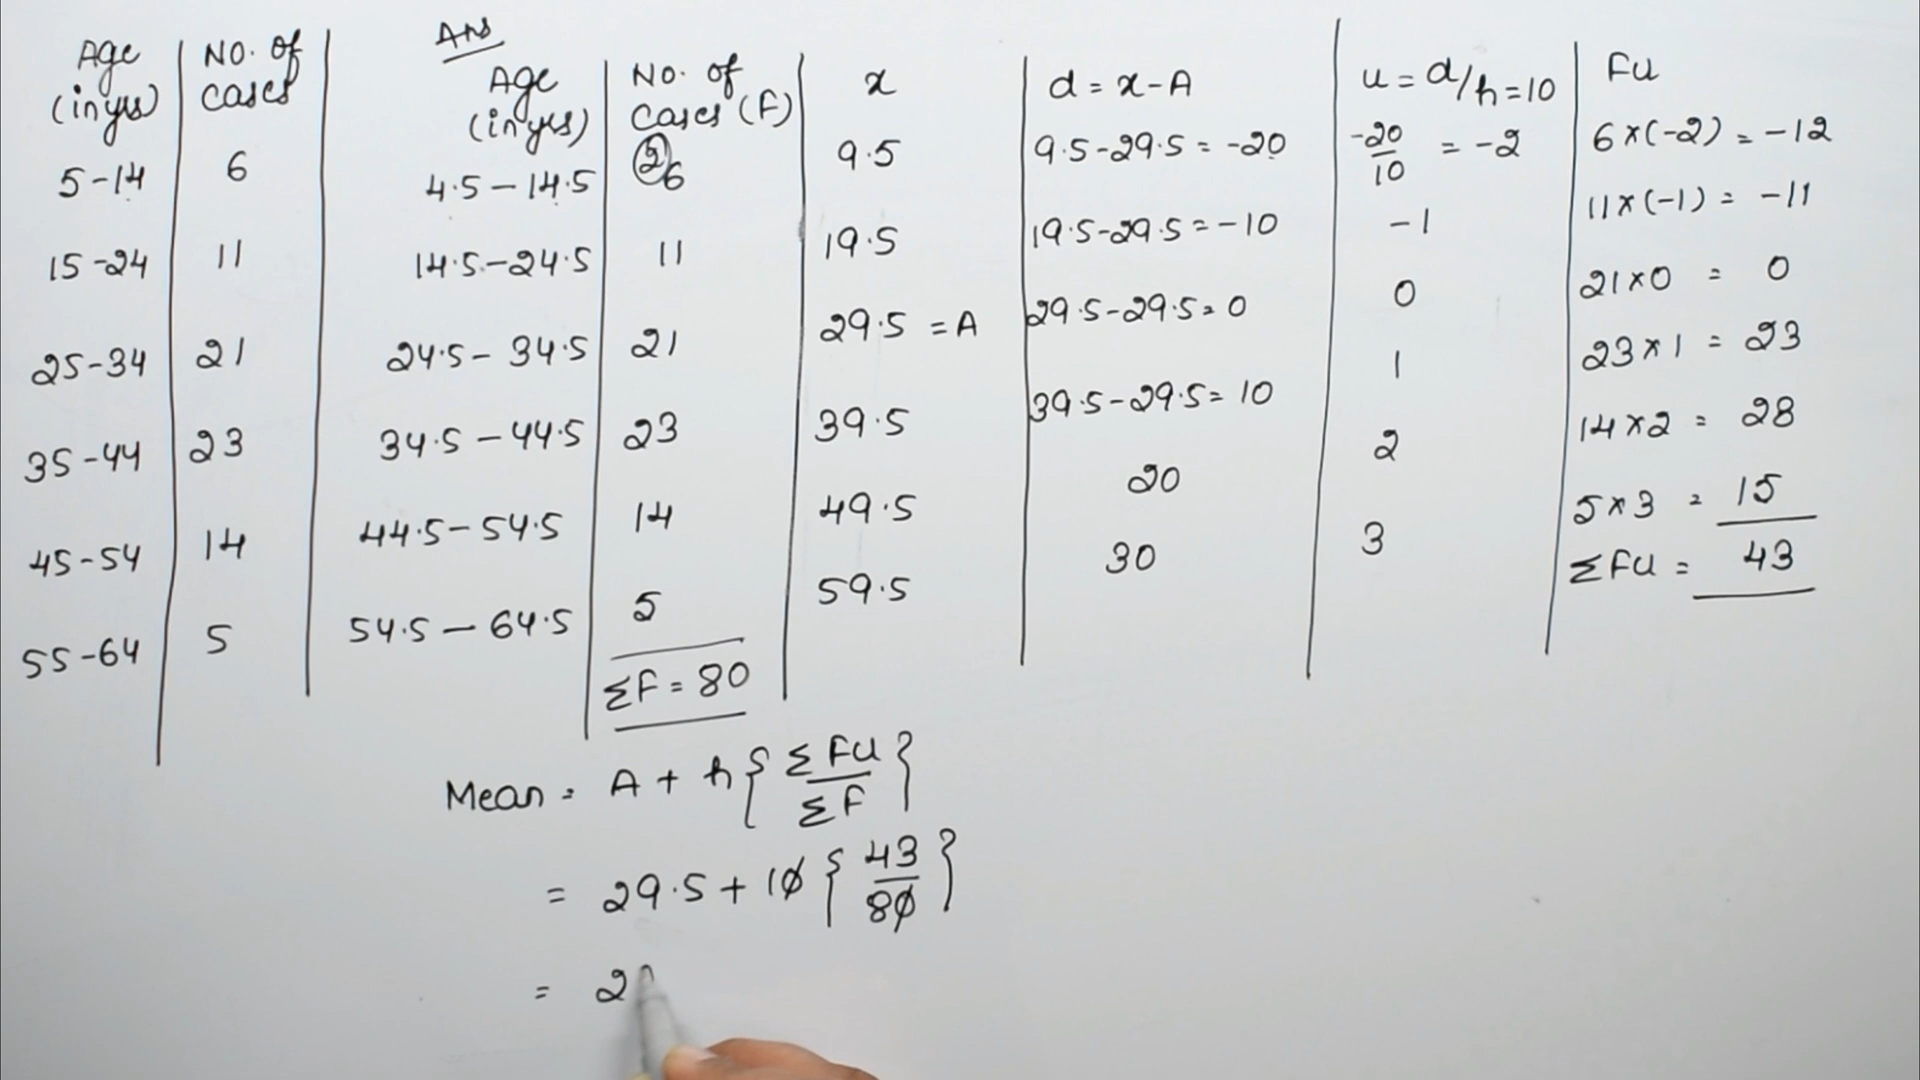 Age (in yrs) | No. of cases
5-14 | 6
15-24 | 11
25-34 | 21
35-44 | 23
45-54 | 14
55-64 | 5
Ans
Age (in yrs) | No. of Cases (F) | x | d = x-A | u = d/h=10 | Fu
4.5-14.5 | ②6 | 9.5 | 9.5-29.5 = -20 | -20/10 = -2 | 6×(-2) = -12
14.5-24.5 | 11 | 19.5 | 19.5-29.5 = -10 | -1 | 11×(-1) = -11
24.5-34.5 | 21 | 29.5 = A | 29.5-29.5 = 0 | 0 | 21×0 = 0
34.5-44.5 | 23 | 39.5 | 39.5-29.5 = 10 | 1 | 23×1 = 23
44.5-54.5 | 14 | 49.5 | 20 | 2 | 14×2 = 28
54.5-64.5 | 5 | 59.5 | 30 | 3 | 5×3 = 15
ΣF = 80 | ΣFu = 43
Mean = A + h{ΣFu/ΣF}
= 29.5 + 10{43/80}
= 2